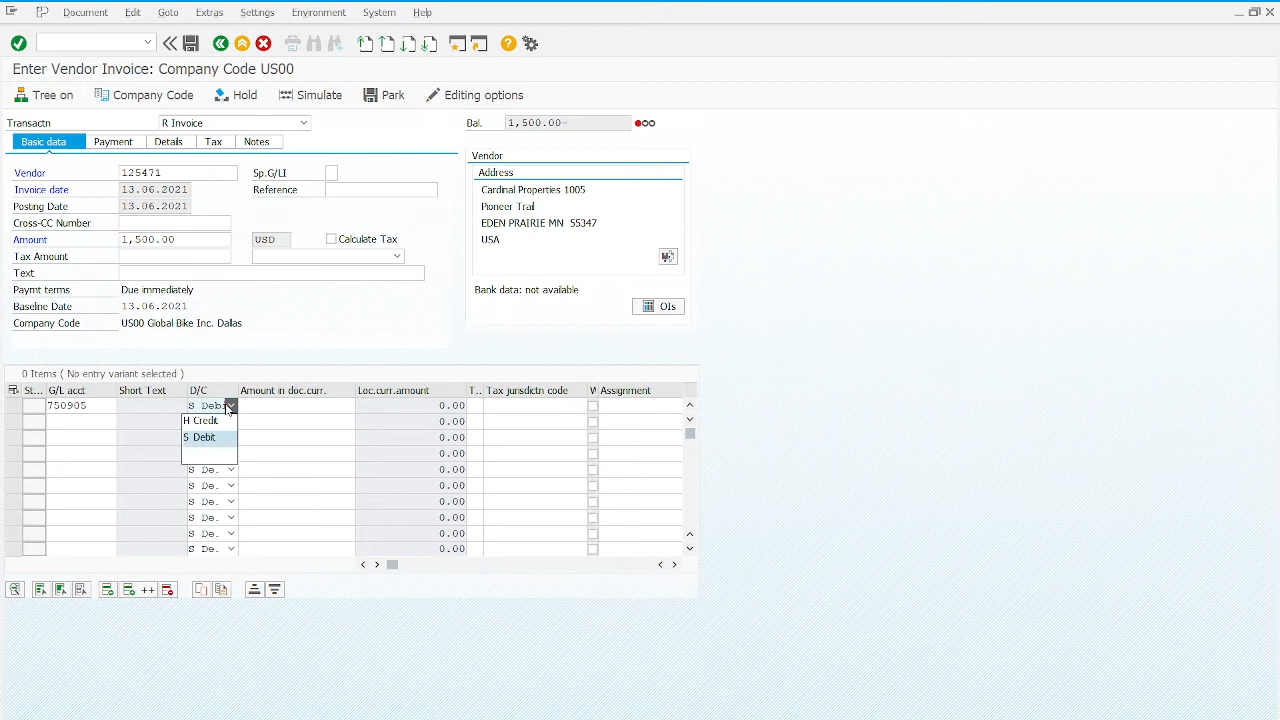 Document Edit Goto Extras Settings Environment System Help
Enter Vendor Invoice: Company Code US00
Tree on Company Code Hold Simulate Park Editing options
Transactn R Invoice Bal. 1,500.00-
Basic data Payment Details Tax Notes
Vendor
Address
Cardinal Properties 1005
Pioneer Trail
EDEN PRAIRIE MN 55347
USA
Bank data: not available
OIs
Vendor 125471 Sp.G/LI
Invoice date 13.06.2021 Reference
Posting Date 13.06.2021
Cross-CC Number
Amount 1,500.00 USD Calculate Tax
Tax Amount
Text
Paymt terms Due immediately
Baseline Date 13.06.2021
Company Code US00 Global Bike Inc. Dalas
0 Items ( No entry variant selected )
St... G/L acct Short Text D/C Amount in doc.curr. Loc.curr.amount T.. Tax jurisdictn code W Assignment
750905 S Debi 0.00
H Credit 0.00
S Debit 0.00
0.00
S De. 0.00
S De. 0.00
S De. 0.00
S De. 0.00
S De. 0.00
S De. 0.00